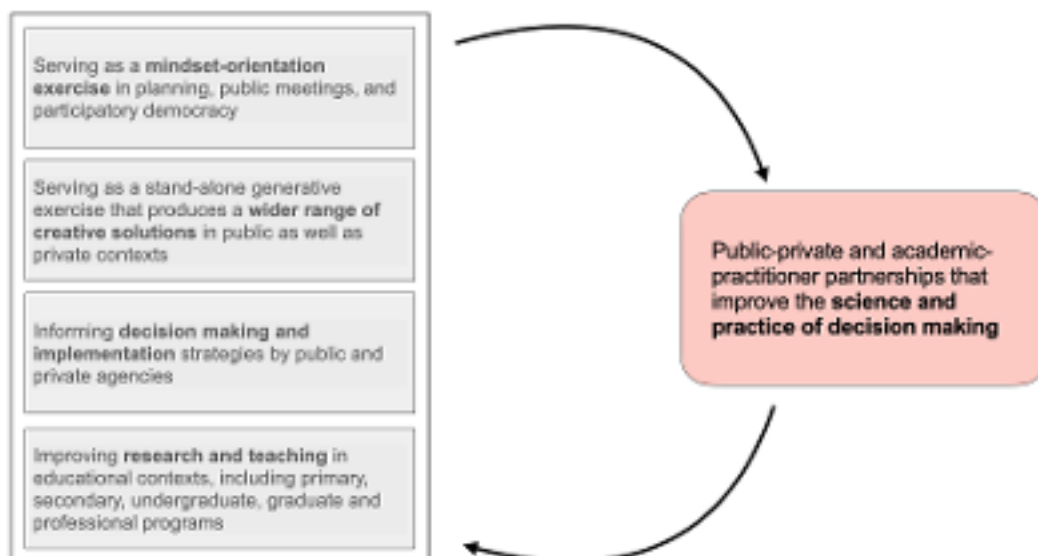 Serving as a mindset-orientation
exercise in planning, public meetings, and
participatory democracy
Serving as a stand-alone generative
exercise that produces a wider range of
creative solutions in public as well as
private contexts
Informing decision making and
implementation strategies by public and
private agencies
Improving research and teaching in
educational contexts, including primary,
secondary, undergraduate, graduate and
professional programs
Public-private and academic-
practitioner partnerships that
improve the science and
practice of decision making